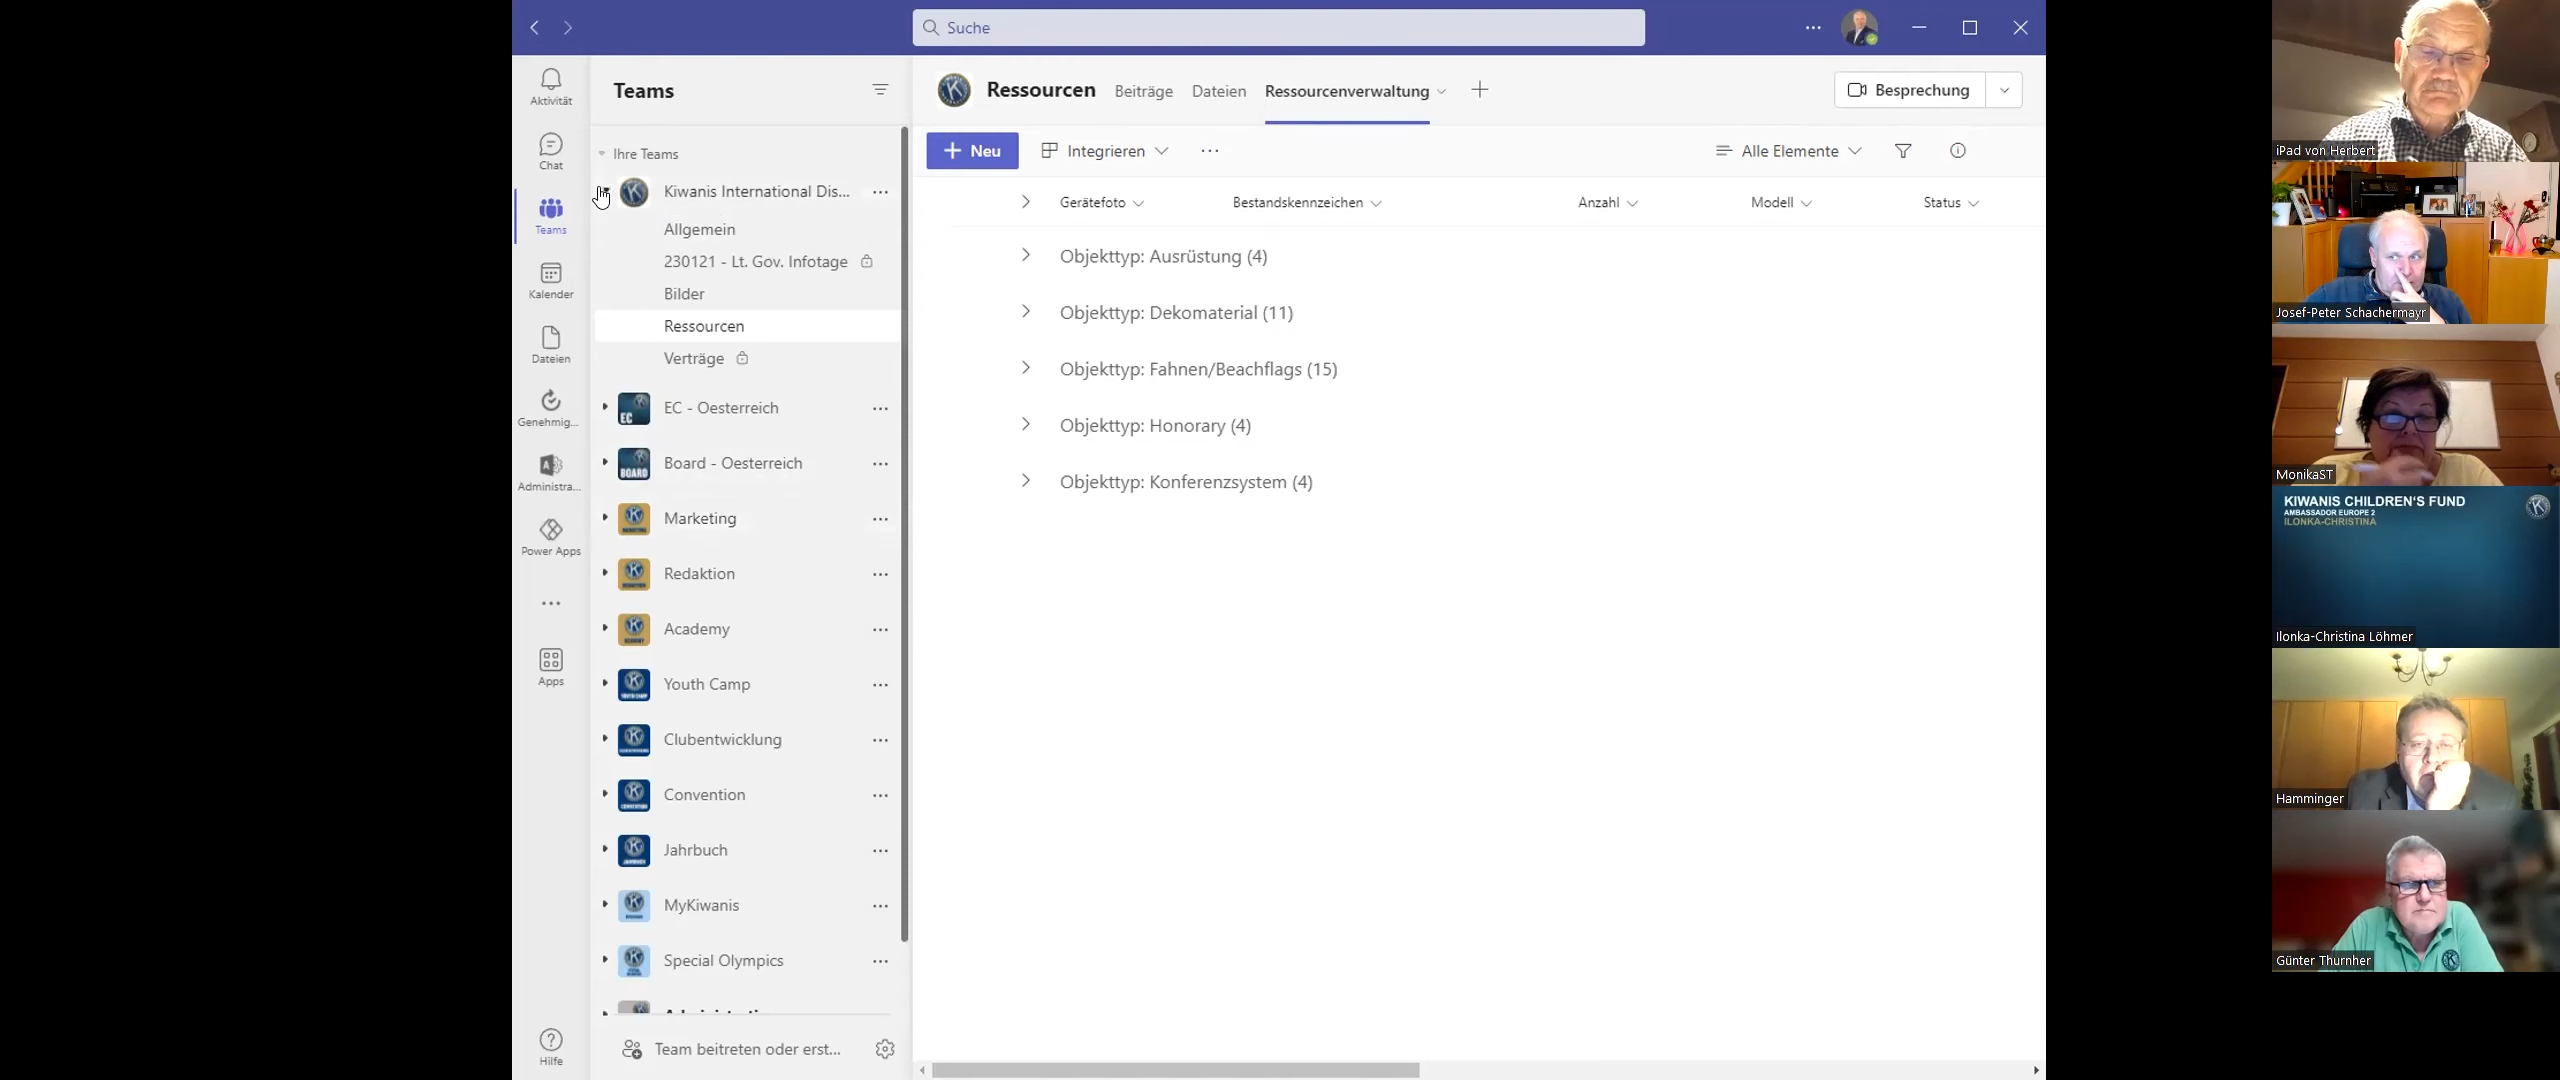 Suche
Aktivität
Chat
Teams
Kalender
Dateien
Genehmig...
Administra...
Power Apps
Apps
Hilfe
Teams
Ihre Teams
Kiwanis International Dis...
Allgemein
230121 - Lt. Gov. Infotage
Bilder
Ressourcen
Verträge
EC - Oesterreich
Board - Oesterreich
Marketing
Redaktion
Academy
Youth Camp
Clubentwicklung
Convention
Jahrbuch
MyKiwanis
Special Olympics
Team beitreten oder erst...
Ressourcen Beiträge Dateien Ressourcenverwaltung
Besprechung
Neu Integrieren Alle Elemente
Gerätefoto Bestandskennzeichen Anzahl Modell Status
Objekttyp: Ausrüstung (4)
Objekttyp: Dekomaterial (11)
Objekttyp: Fahnen/Beachflags (15)
Objekttyp: Honorary (4)
Objekttyp: Konferenzsystem (4)
iPad von Herbert
Josef-Peter Schachermayr
MonikaST
KIWANIS CHILDREN'S FUND
AMBASSADOR EUROPE 2
ILONKA-CHRISTINA
Ilonka-Christina Löhmer
Hamminger
Günter Thurnher